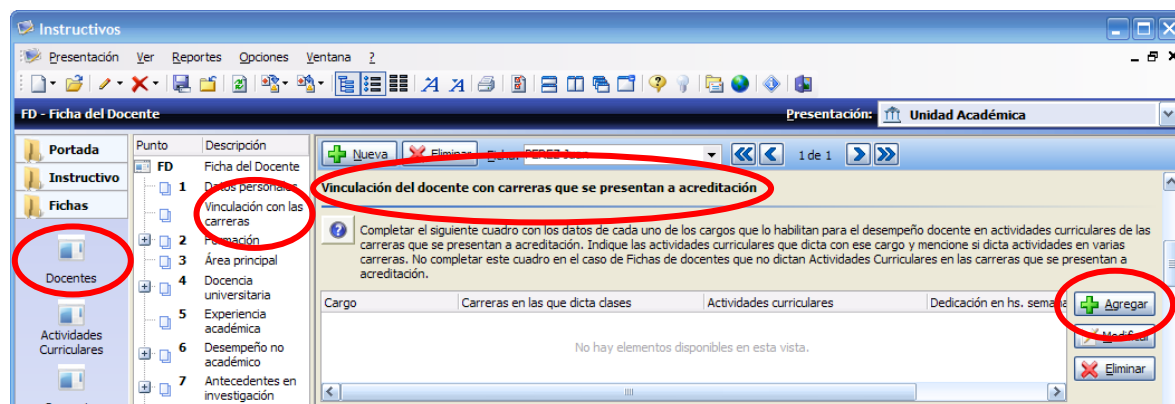 Instructivos
Presentación Ver Reportes Opciones Ventana ?
FD - Ficha del Docente
Presentación: Unidad Académica
Portada
Instructivo
Fichas
Docentes
Actividades
Curriculares
Punto Descripción
FD Ficha del Docente
1 Datos personales
Vinculación con las
carreras
2 Formación
3 Área principal
4 Docencia
universitaria
5 Experiencia
académica
6 Desempeño no
académico
7 Antecedentes en
investigación
Nueva Eliminar Ficha: PEREZ Juan 1 de 1
Vinculación del docente con carreras que se presentan a acreditación
Completar el siguiente cuadro con los datos de cada uno de los cargos que lo habilitan para el desempeño docente en actividades curriculares de las
carreras que se presentan a acreditación. Indique las actividades curriculares que dicta con ese cargo y mencione si dicta actividades en varias
carreras. No completar este cuadro en el caso de Fichas de docentes que no dictan Actividades Curriculares en las carreras que se presentan a
acreditación.
Cargo Carreras en las que dicta clases Actividades curriculares Dedicación en hs. semana
No hay elementos disponibles en esta vista.
Agregar
Modificar
Eliminar